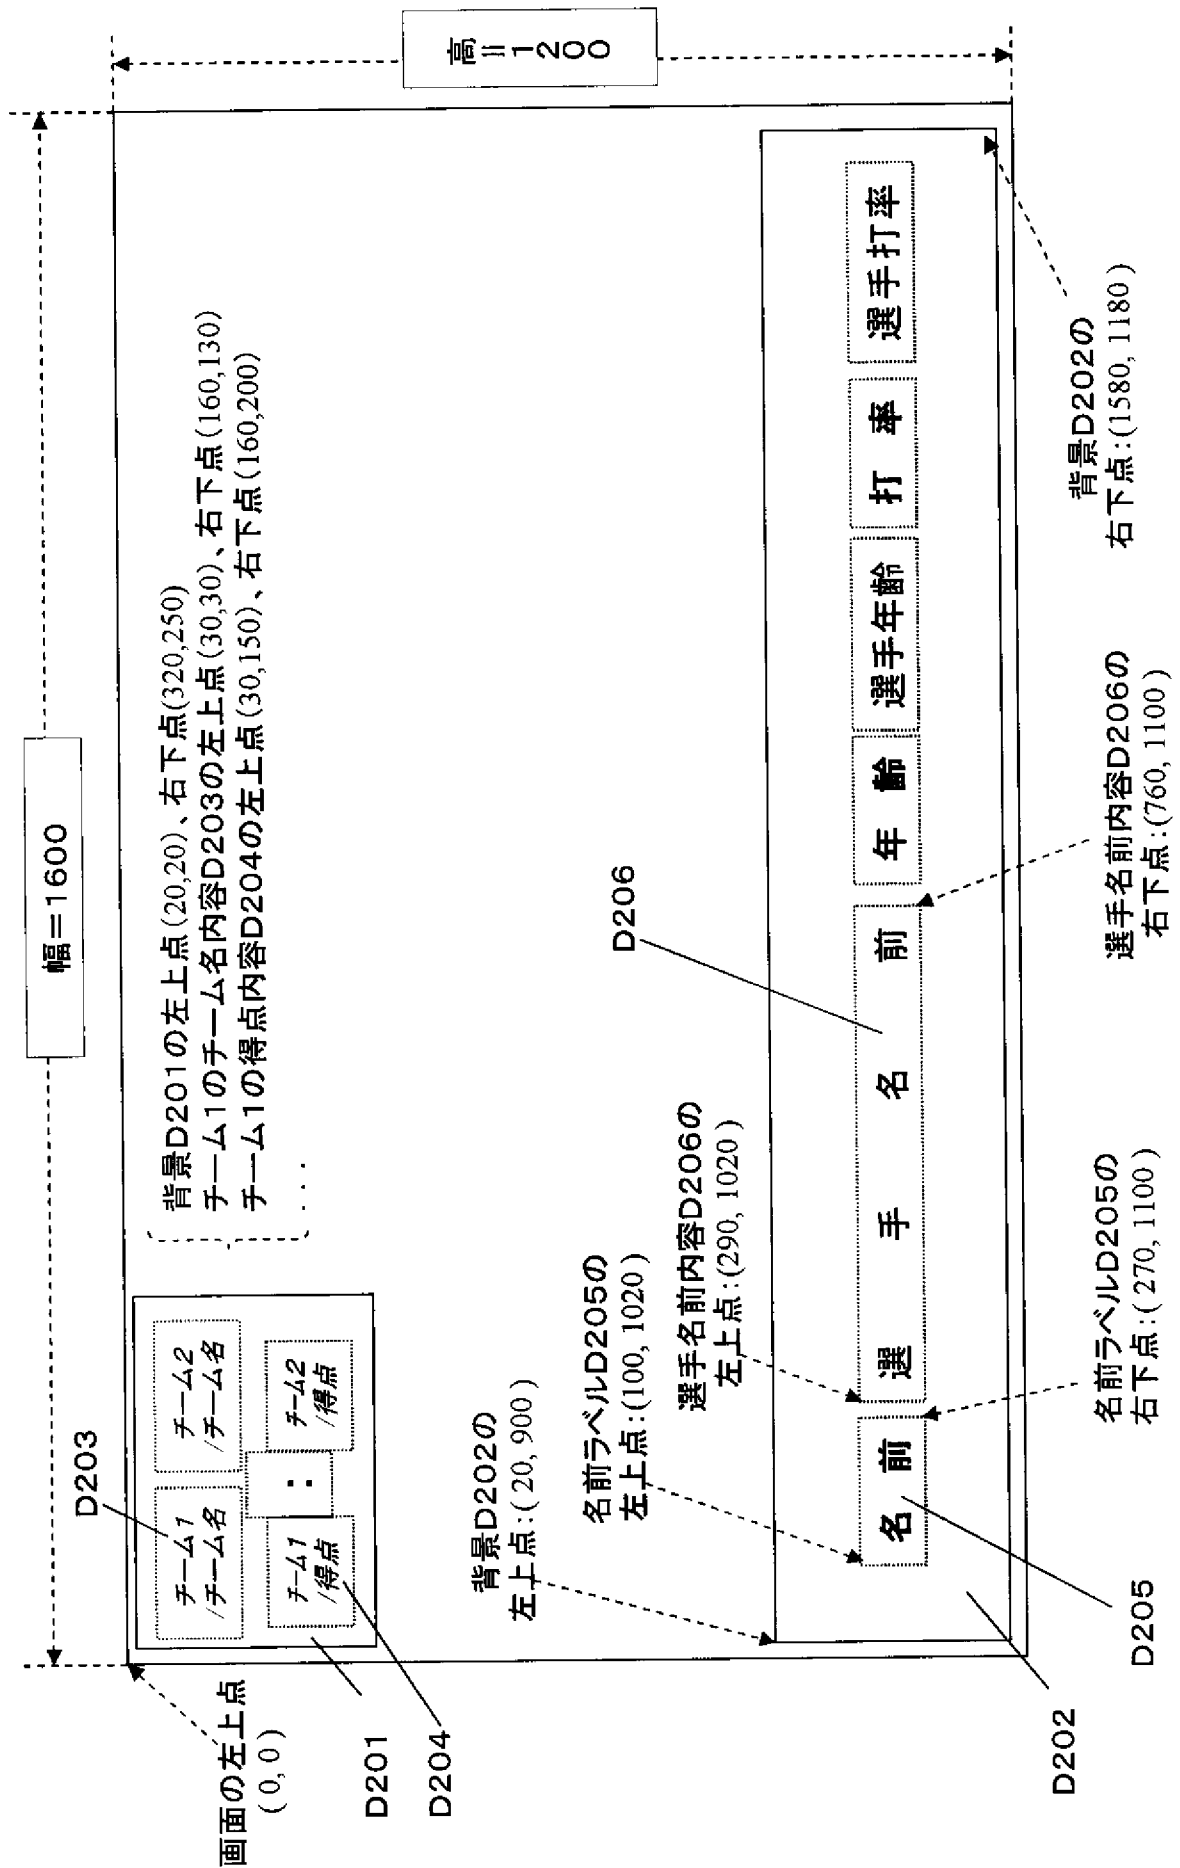 幅=1600
高=1200
画面の左上点
( 0, 0 )
D203
チーム1
/チーム名
チーム2
/チーム名
チーム1
/得点
:
チーム2
/得点
D201
D204
背景D201の左上点(20,20)、右下点(320,250)
チーム1のチーム名内容D203の左上点(30,30)、右下点(160,130)
チーム1の得点内容D204の左上点(30,150)、右下点(160,200)
....
背景D202の
左上点:( 20, 900 )
名前ラベルD205の
左上点:(100, 1020 )
選手名前内容D206の
左上点:(290, 1020 )
D206
名 前
選 手 名 前
年 齢
選手年齢
打 率
選手打率
D202
D205
名前ラベルD205の
右下点:( 270, 1100 )
選手名前内容D206の
右下点:(760, 1100 )
背景D202の
右下点:(1580, 1180 )